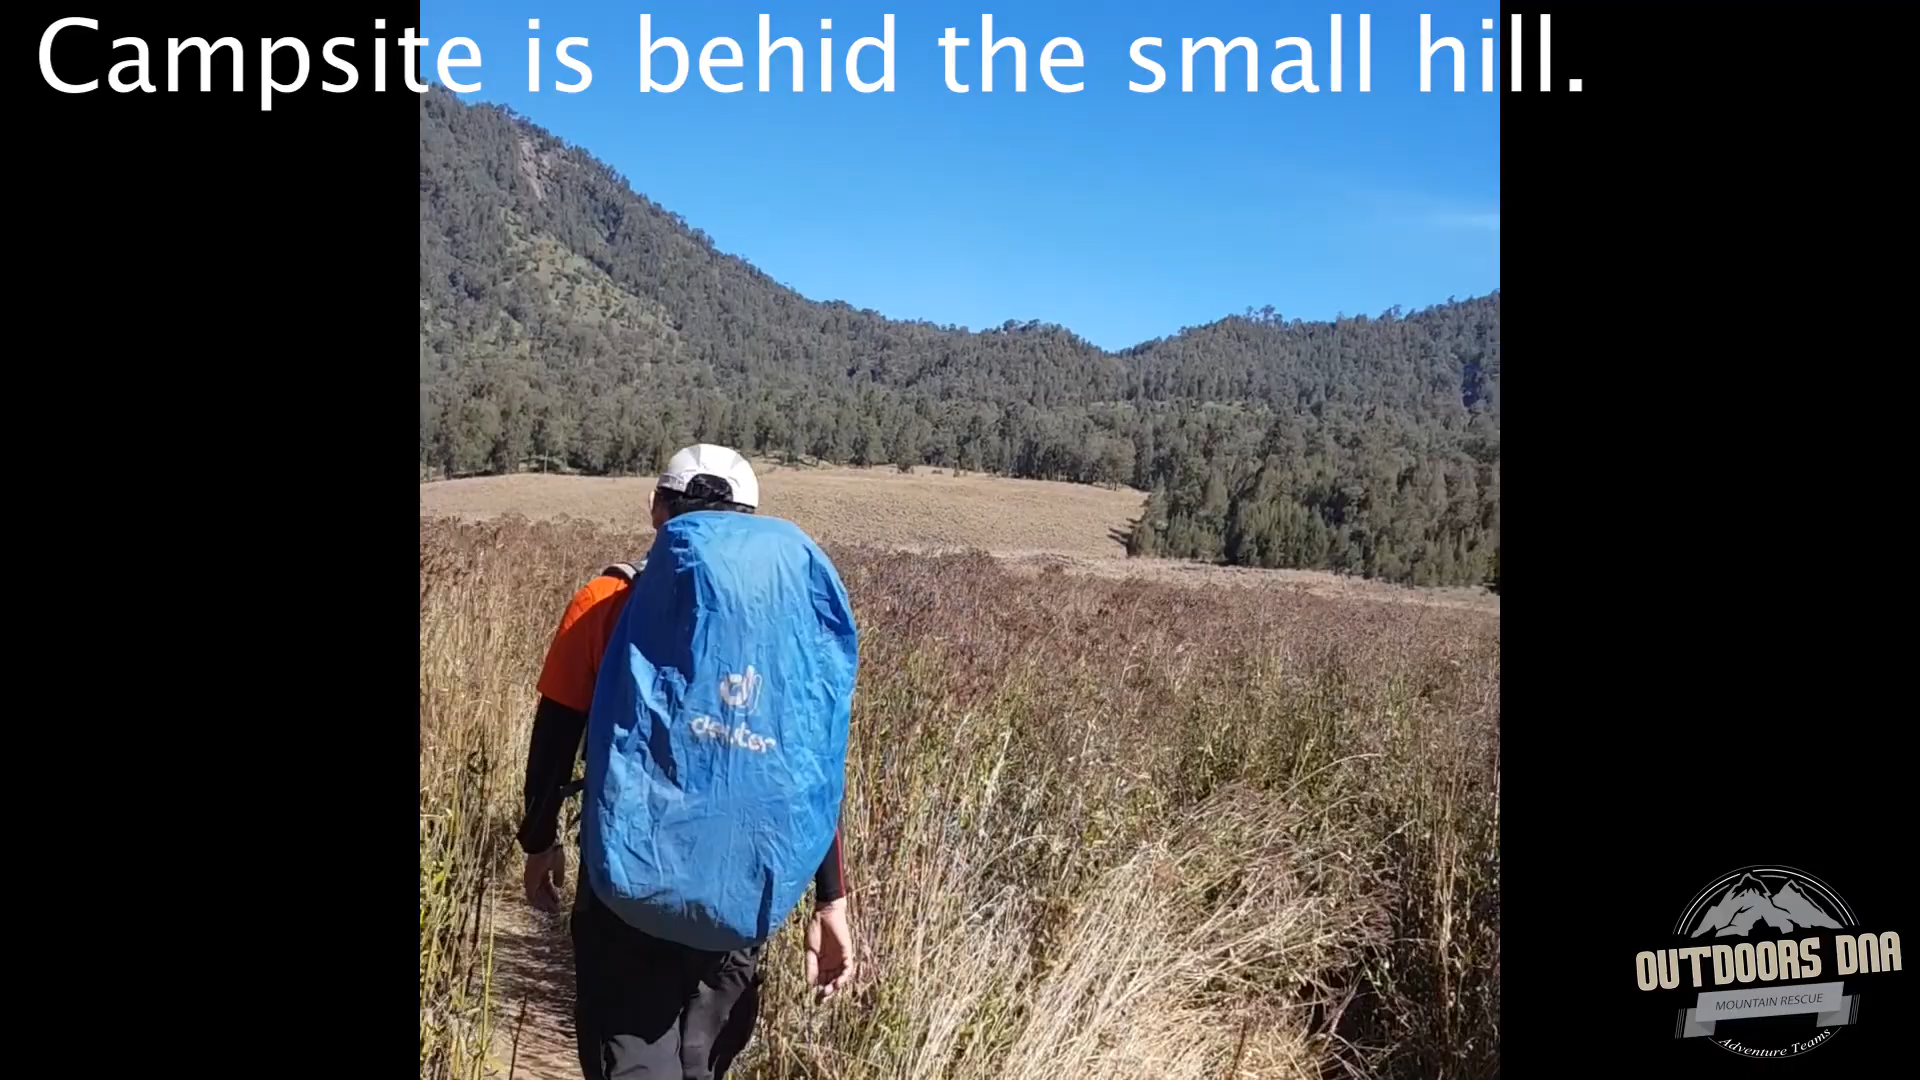 Campsite is behid the small hill.
deuter
OUTDOORS DNA
MOUNTAIN RESCUE
Adventure Teams